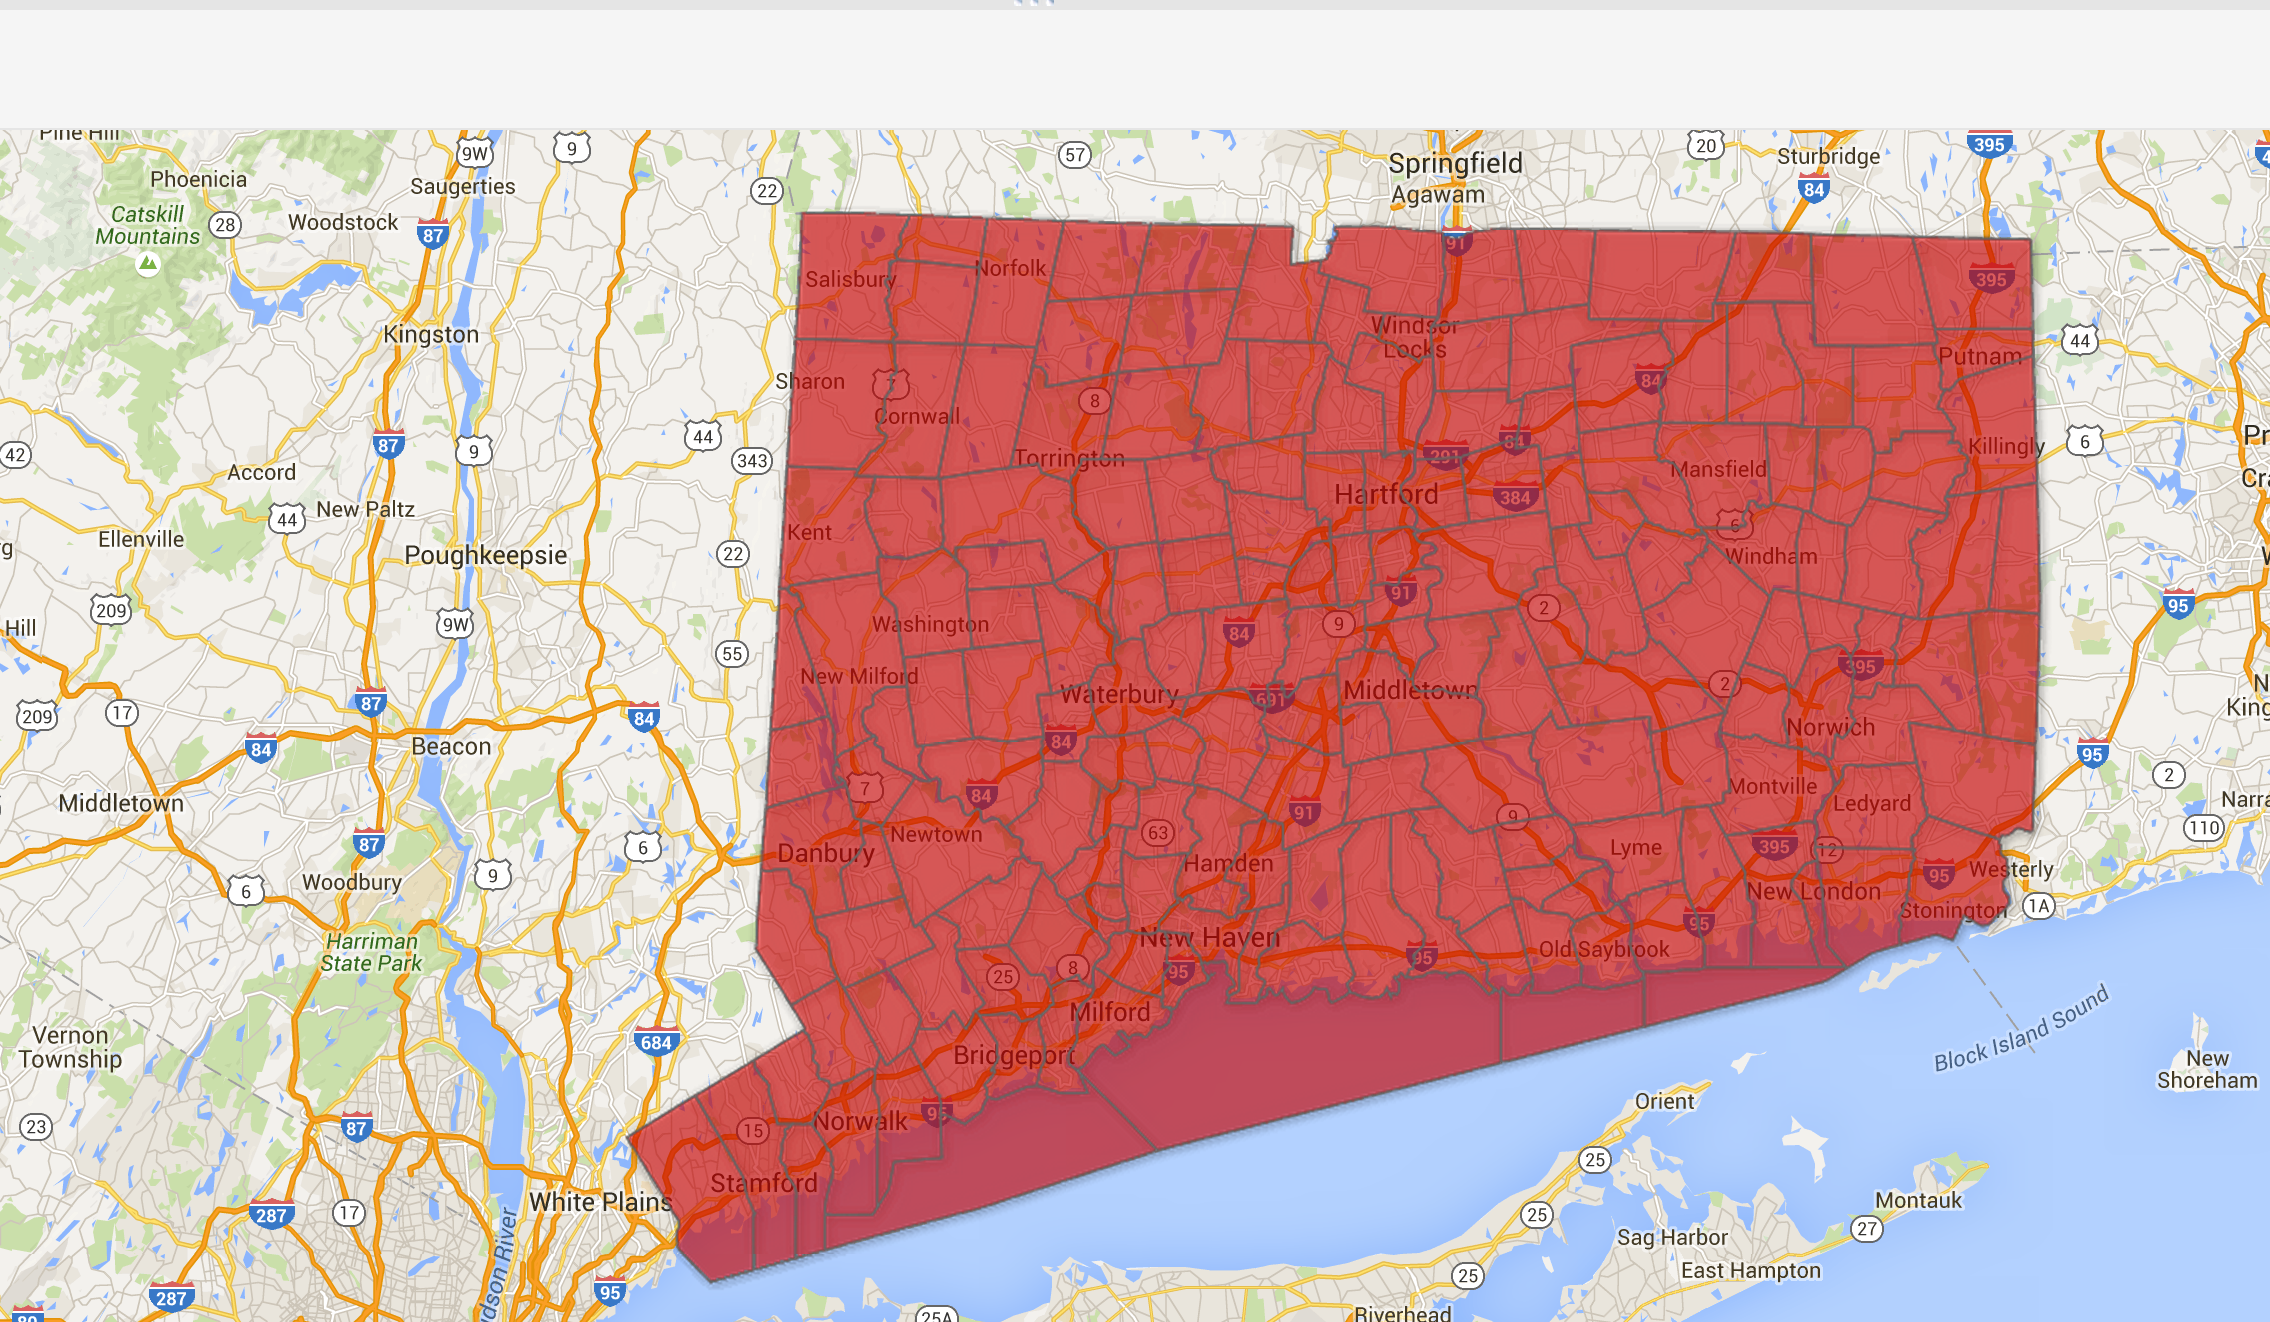 Pine Hill
9W
9
57
Springfield
20
Sturbridge
395
Phoenicia
Saugerties
22
Agawam
84
Catskill
Mountains
28
Woodstock
87
91
Salisbury
Norfolk
395
Kingston
Windsor
Locks
44
Putnam
Sharon
7
84
8
Cornwall
87
9
44
343
84
6
42
Accord
Torrington
291
Mansfield
Killingly
Hartford
384
New Paltz
44
Kent
6
Ellenville
22
Poughkeepsie
Windham
91
209
9W
Washington
84
9
2
95
Hill
55
New Milford
395
Waterbury
691
Middletown
2
209
17
87
84
Norwich
84
Beacon
84
95
7
84
Montville
2
Middletown
91
9
Ledyard
Narra
63
110
87
6
Newtown
Danbury
Hamden
Lyme
395
12
Westerly
95
6
Woodbury
9
New London
1A
Stonington
95
New Haven
Old Saybrook
Harriman
State Park
95
95
25
8
Milford
Block Island Sound
Vernon
Township
684
Bridgeport
New
Shoreham
Orient
23
87
15
Norwalk
95
25
Stamford
White Plains
Montauk
287
17
25
27
Sag Harbor
Hudson River
East Hampton
25
287
95
25A
Riverhead